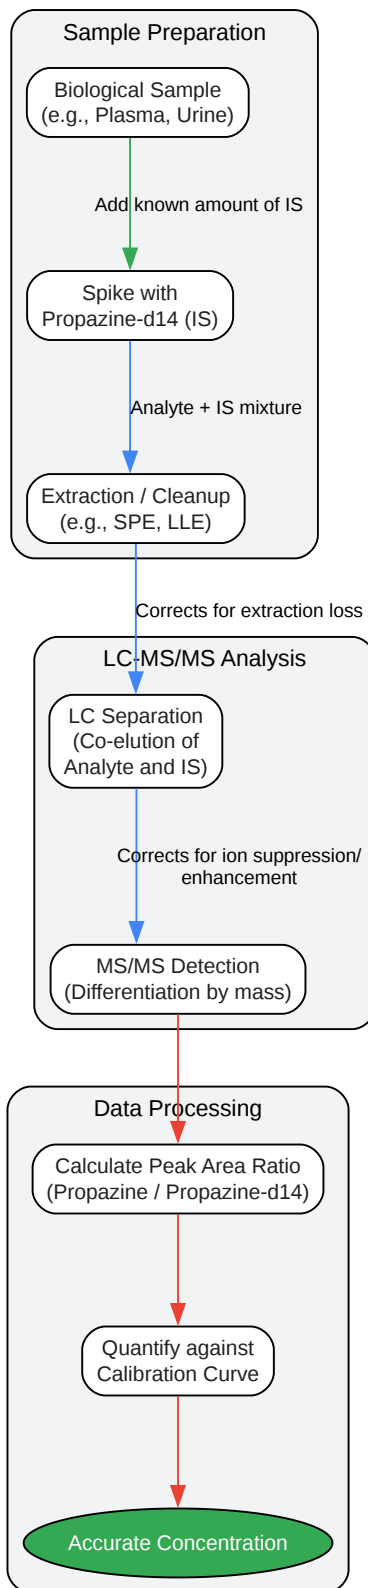 Sample Preparation
Biological Sample
(e.g., Plasma, Urine)
Add known amount of IS
Spike with
Propazine-d14 (IS)
Analyte + IS mixture
Extraction / Cleanup
(e.g., SPE, LLE)
Corrects for extraction loss
LC-MS/MS Analysis
LC Separation
(Co-elution of
Analyte and IS)
Corrects for ion suppression/
enhancement
MS/MS Detection
(Differentiation by mass)
Data Processing
Calculate Peak Area Ratio
(Propazine / Propazine-d14)
Quantify against
Calibration Curve
Accurate Concentration